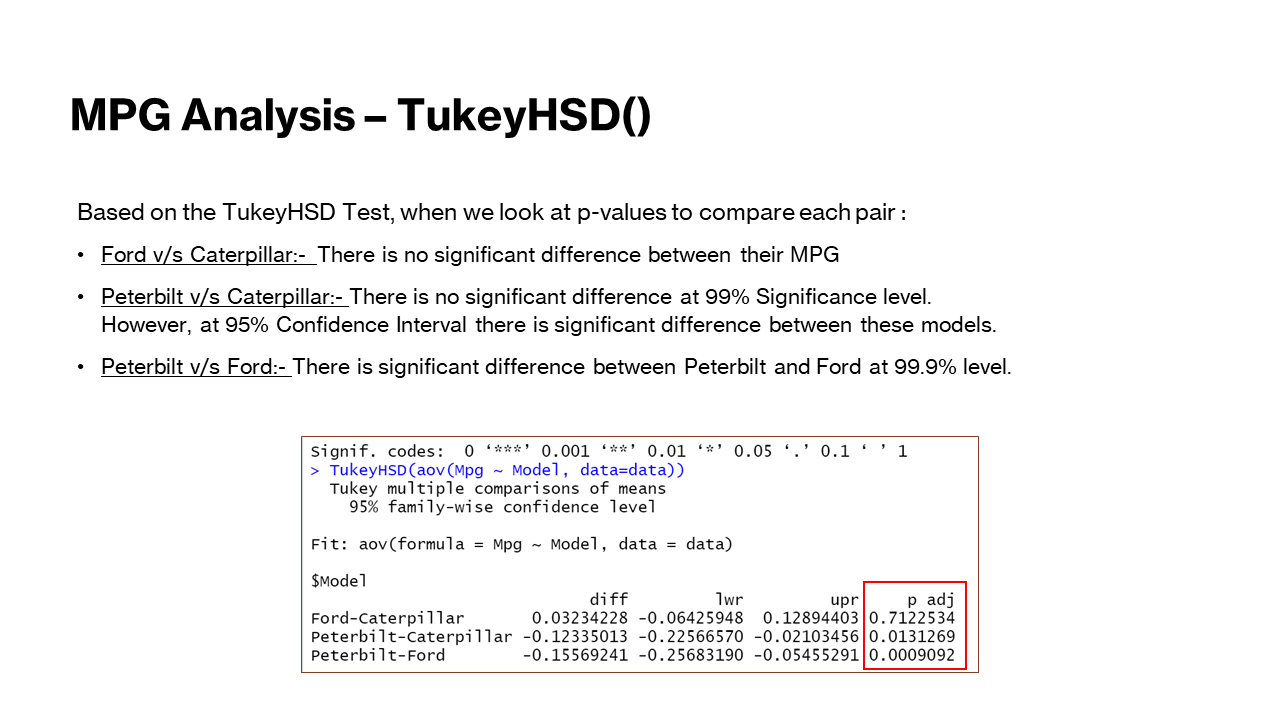 MPG Analysis – TukeyHSD()
Based on the TukeyHSD Test, when we look at p-values to compare each pair :
• Ford v/s Caterpillar:- There is no significant difference between their MPG
• Peterbilt v/s Caterpillar:- There is no significant difference at 99% Significance level.
However, at 95% Confidence Interval there is significant difference between these models.
• Peterbilt v/s Ford:- There is significant difference between Peterbilt and Ford at 99.9% level.
Signif. codes:  0 ‘***’ 0.001 ‘**’ 0.01 ‘*’ 0.05 ‘.’ 0.1 ‘ ’ 1
> TukeyHSD(aov(Mpg ~ Model, data=data))
  Tukey multiple comparisons of means
    95% family-wise confidence level
Fit: aov(formula = Mpg ~ Model, data = data)
$Model
                             diff         lwr         upr     p adj
Ford-Caterpillar       0.03234228 -0.06425948  0.12894403 0.7122534
Peterbilt-Caterpillar -0.12335013 -0.22566570 -0.02103456 0.0131269
Peterbilt-Ford        -0.15569241 -0.25683190 -0.05455291 0.0009092